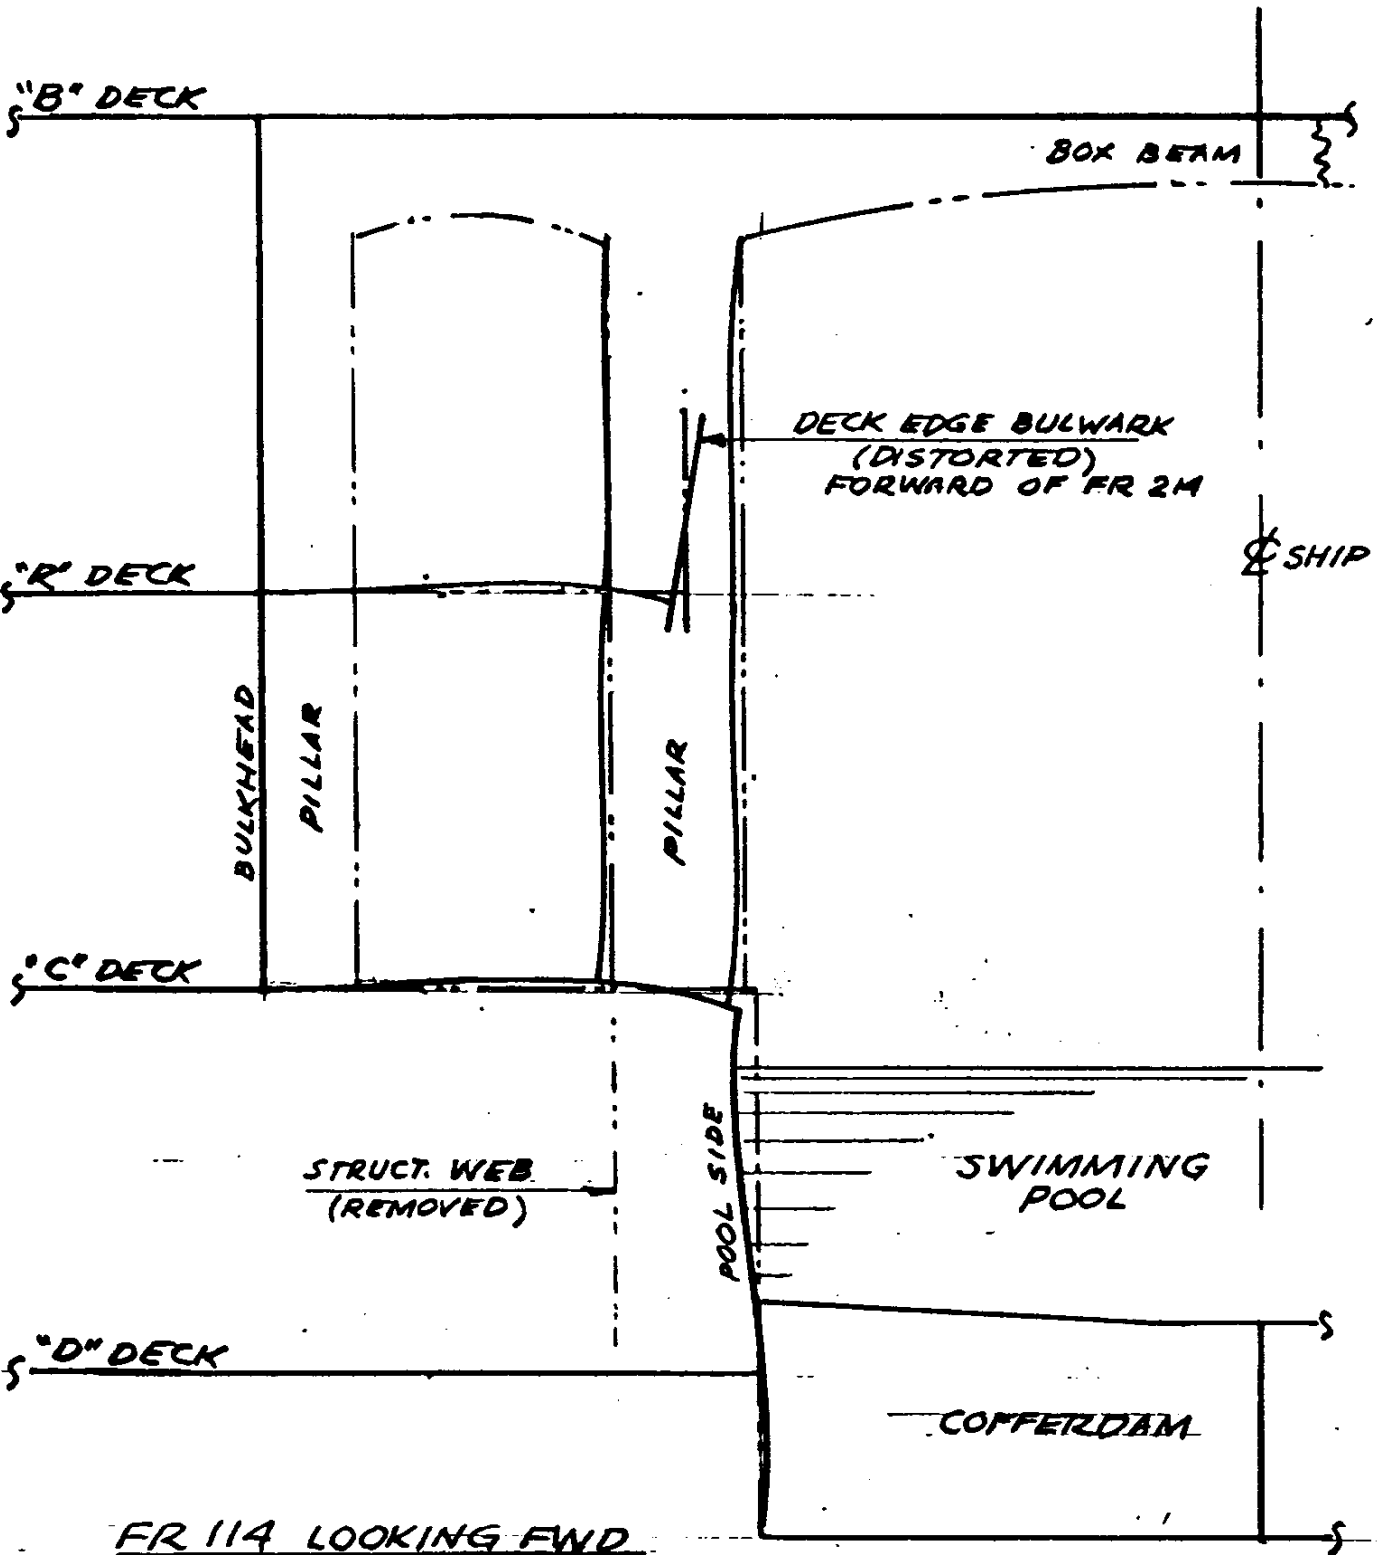 "B" DECK
BOX BEAM
DECK EDGE BULWARK
(DISTORTED)
FORWARD OF FR
℄ SHIP
"R" DECK
BULKHEAD
PILLAR
PILLAR
"C" DECK
STRUCT. WEB
(REMOVED)
POOL SIDE
SWIMMING
POOL
"D" DECK
COFFERDAM
FR 114 LOOKING FWD